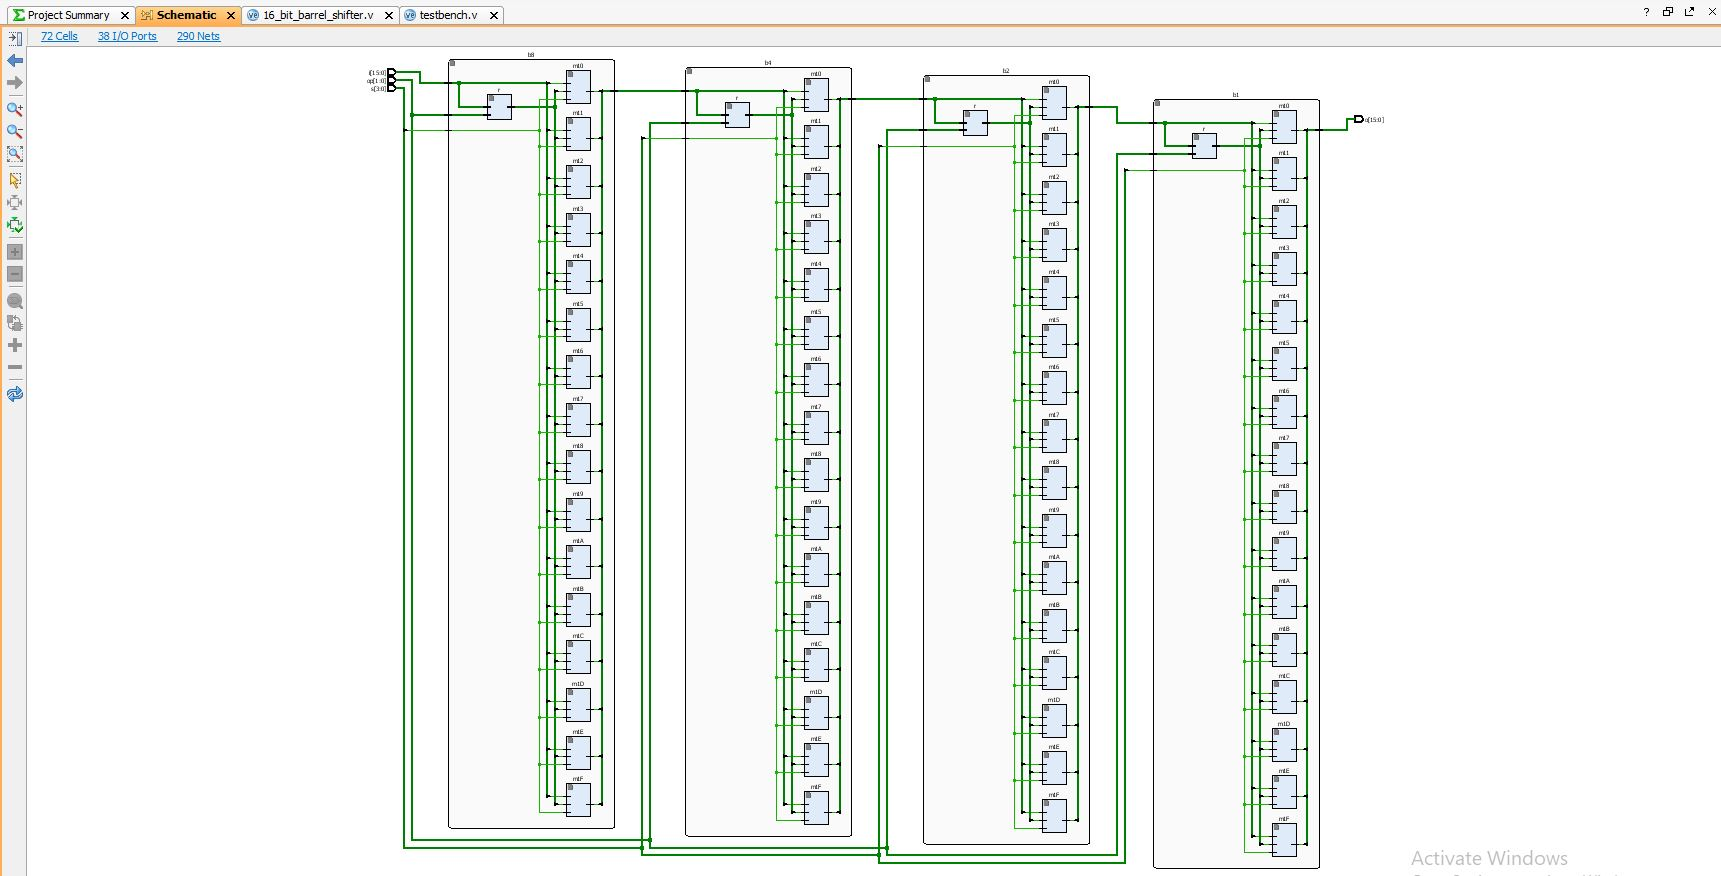 Project Summary
Schematic
16_bit_barrel_shifter.v
testbench.v
?
72 Cells
38 I/O Ports
290 Nets
i[15:0]
op[1:0]
s[3:0]
b8
r
mt0
mt1
mt2
mt3
mt4
mt5
mt6
mt7
mt8
mt9
mtA
mtB
mtC
mtD
mtE
mtF
b4
r
mt0
mt1
mt2
mt3
mt4
mt5
mt6
mt7
mt8
mt9
mtA
mtB
mtC
mtD
mtE
mtF
b2
r
mt0
mt1
mt2
mt3
mt4
mt5
mt6
mt7
mt8
mt9
mtA
mtB
mtC
mtD
mtE
mtF
b1
r
mt0
mt1
mt2
mt3
mt4
mt5
mt6
mt7
mt8
mt9
mtA
mtB
mtC
mtD
mtE
mtF
o[15:0]
Activate Windows